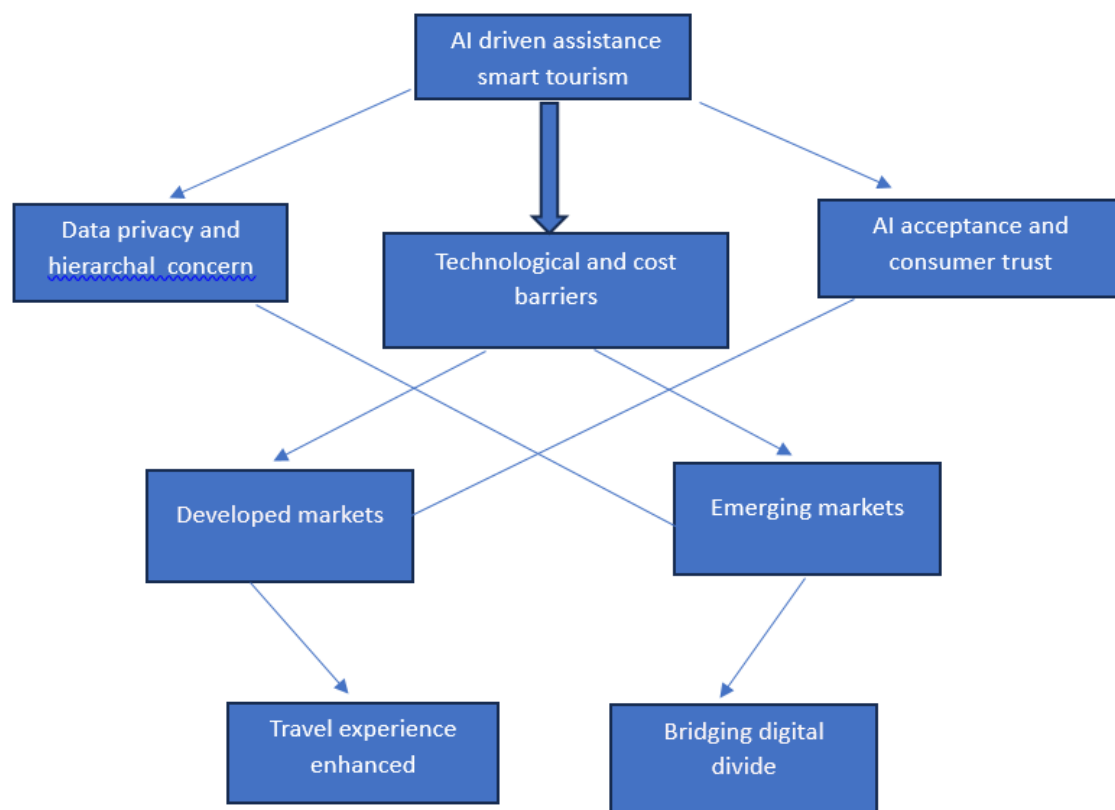 AI driven assistance
smart tourism
Data privacy and
hierarchal  concern
Technological and cost
barriers
AI acceptance and
consumer trust
Developed markets
Emerging markets
Travel experience
enhanced
Bridging digital
divide